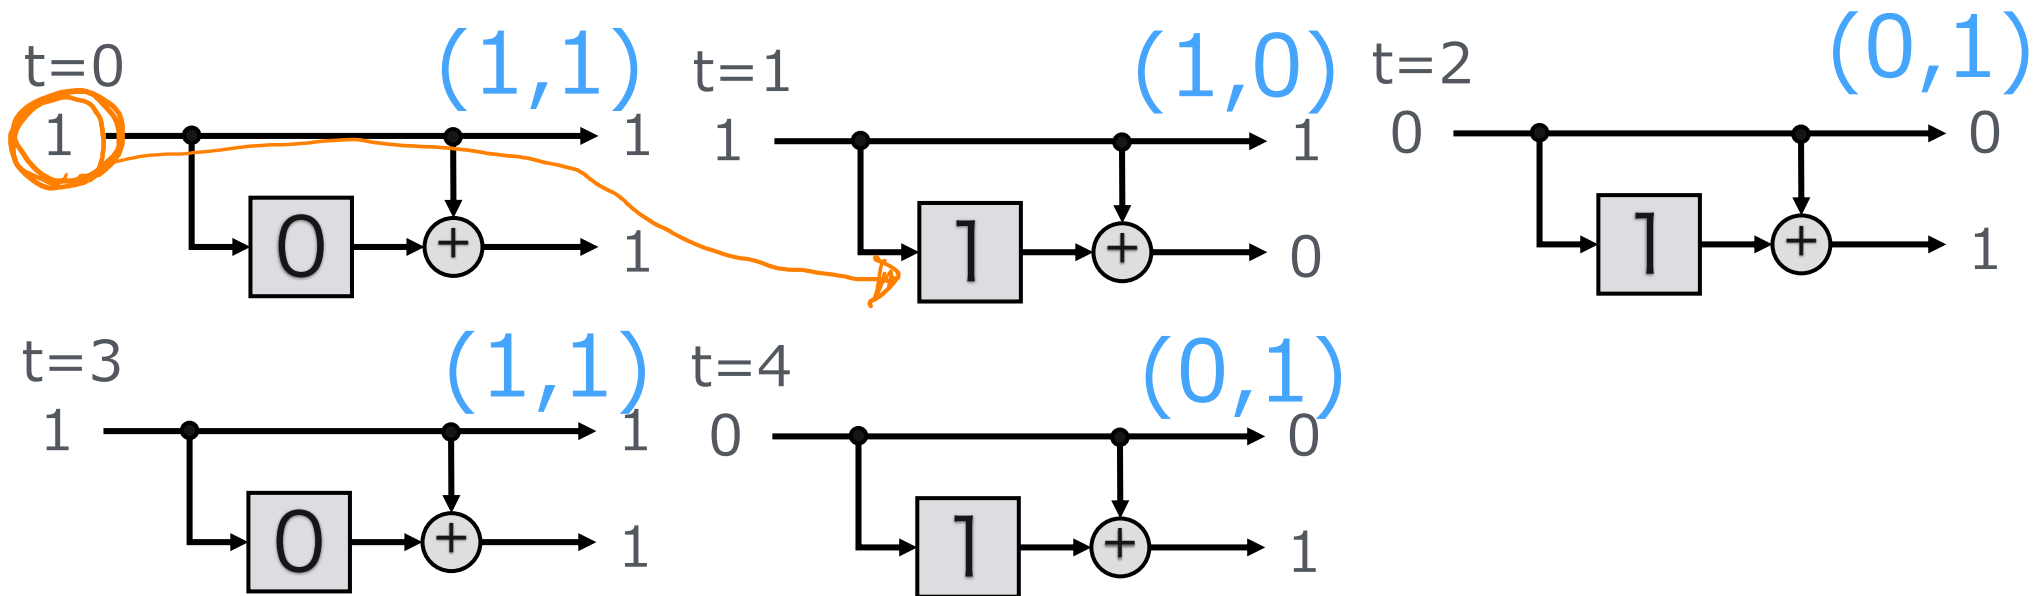 t=0 (1,1)
1 1
0 + 1
t=1 (1,0)
1 1
1 + 0
t=2 (0,1)
0 0
1 + 1
t=3 (1,1)
1 1
0 + 1
t=4 (0,1)
0 0
1 + 1